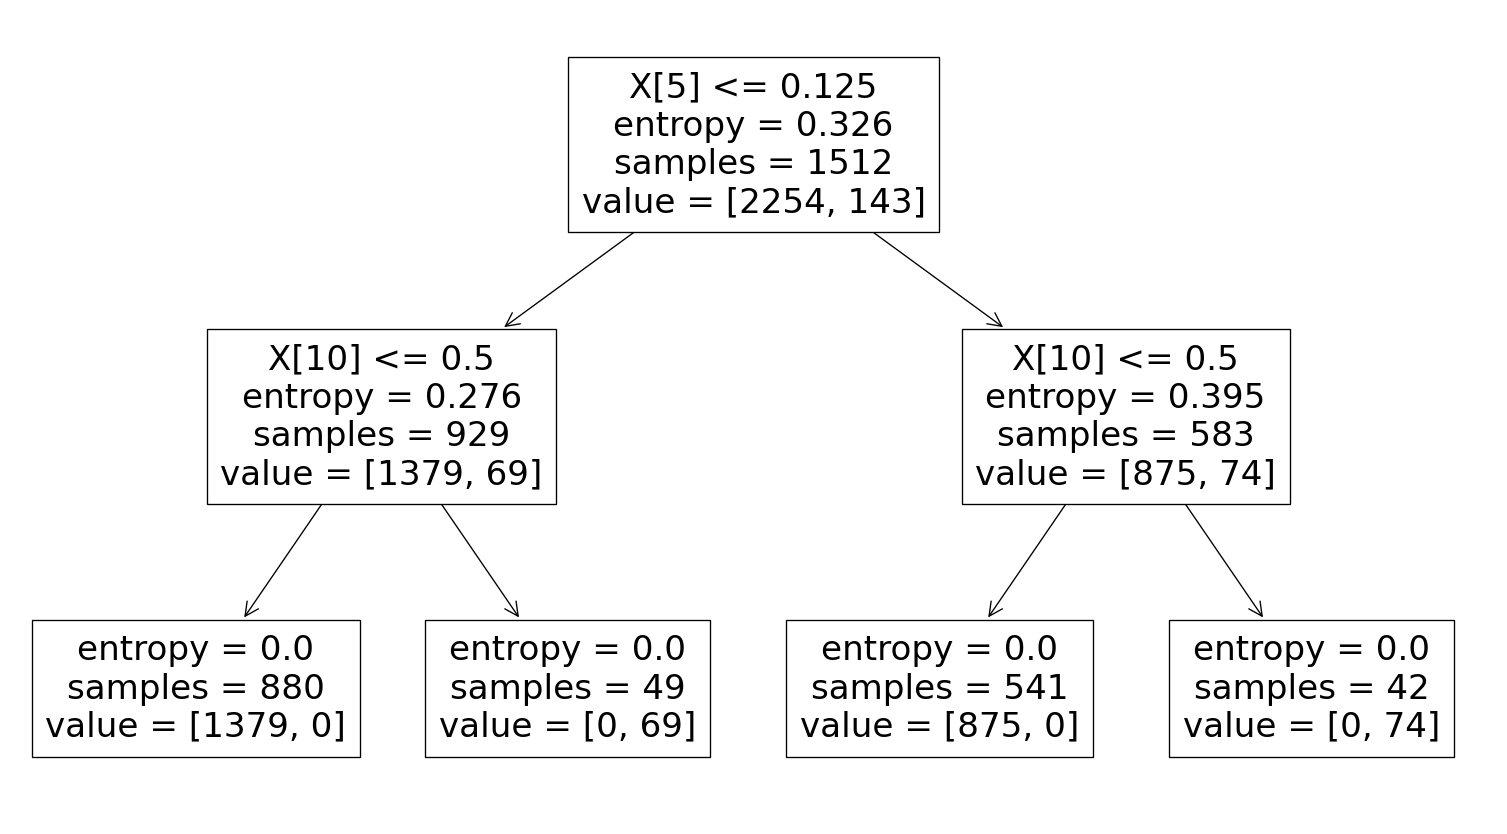 X[5] <= 0.125
entropy = 0.326
samples = 1512
value = [2254, 143]
X[10] <= 0.5
entropy = 0.276
samples = 929
value = [1379, 69]
X[10] <= 0.5
entropy = 0.395
samples = 583
value = [875, 74]
entropy = 0.0
samples = 880
value = [1379, 0]
entropy = 0.0
samples = 49
value = [0, 69]
entropy = 0.0
samples = 541
value = [875, 0]
entropy = 0.0
samples = 42
value = [0, 74]